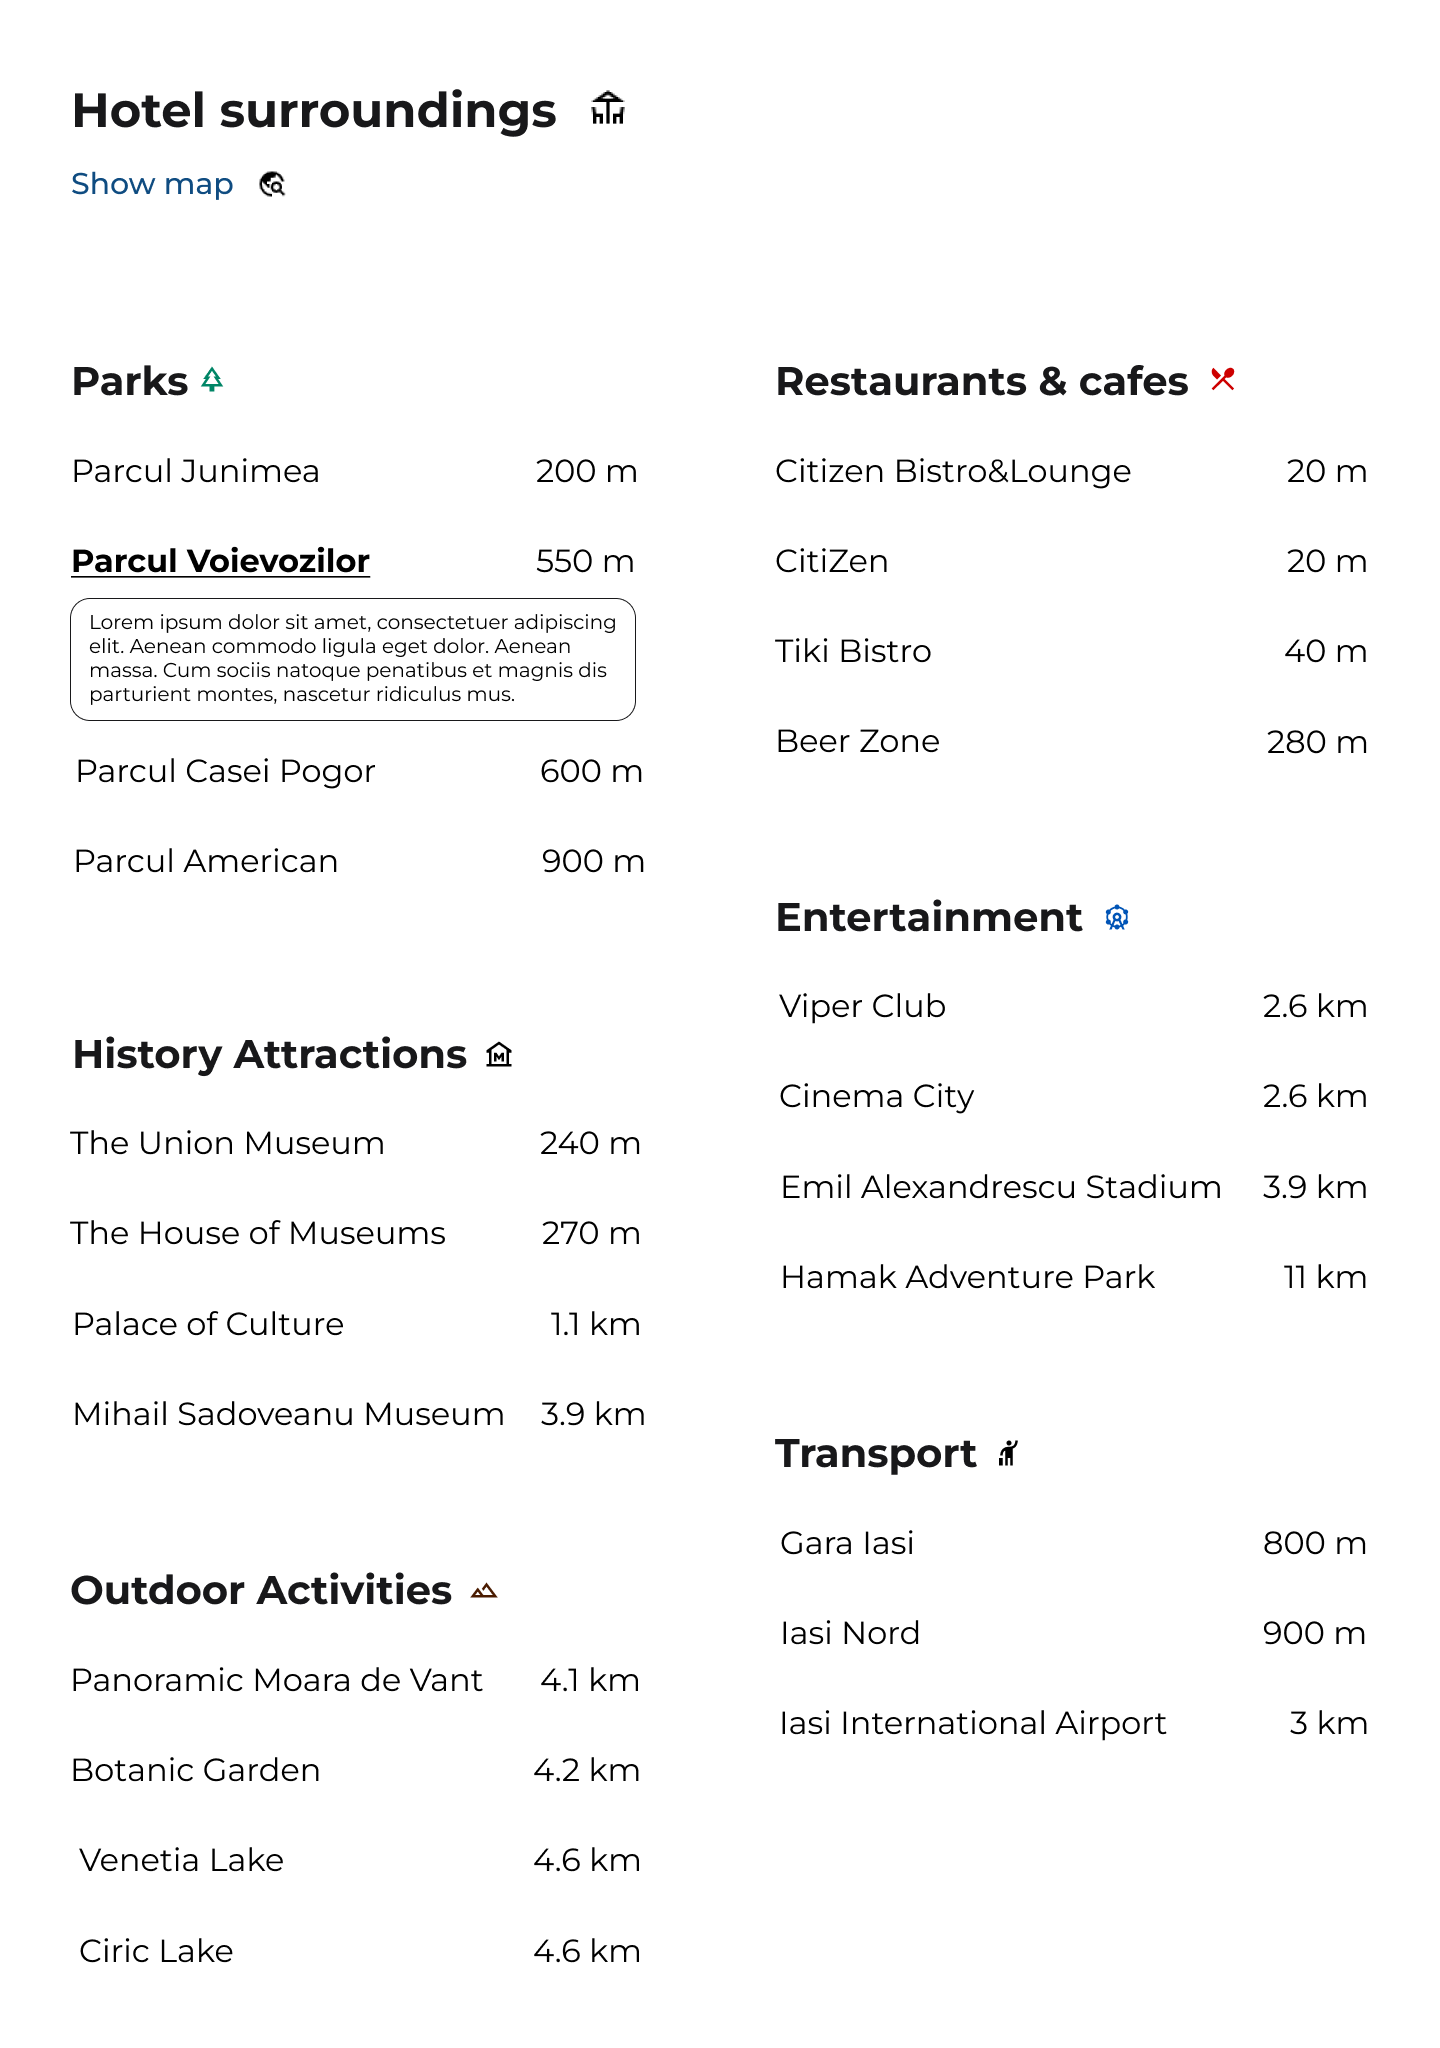 Hotel surroundings
Show map
Parks
Parcul Junimea 200 m
Parcul Voievozilor 550 m
Lorem ipsum dolor sit amet, consectetuer adipiscing
elit. Aenean commodo ligula eget dolor. Aenean
massa. Cum sociis natoque penatibus et magnis dis
parturient montes, nascetur ridiculus mus.
Parcul Casei Pogor 600 m
Parcul American 900 m
History Attractions
The Union Museum 240 m
The House of Museums 270 m
Palace of Culture 1.1 km
Mihail Sadoveanu Museum 3.9 km
Outdoor Activities
Panoramic Moara de Vant 4.1 km
Botanic Garden 4.2 km
Venetia Lake 4.6 km
Ciric Lake 4.6 km
Restaurants & cafes
Citizen Bistro&Lounge 20 m
CitiZen 20 m
Tiki Bistro 40 m
Beer Zone 280 m
Entertainment
Viper Club 2.6 km
Cinema City 2.6 km
Emil Alexandrescu Stadium 3.9 km
Hamak Adventure Park 11 km
Transport
Gara Iasi 800 m
Iasi Nord 900 m
Iasi International Airport 3 km